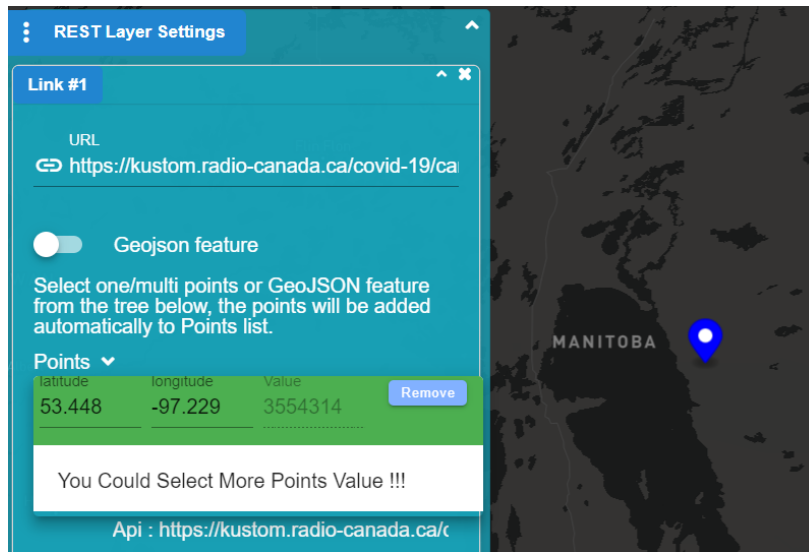 REST Layer Settings
Link #1
URL
https://kustom.radio-canada.ca/covid-19/ca
Geojson feature
Select one/multi points or GeoJSON feature
from the tree below, the points will be added
automatically to Points list.
Points
latitude longitude Value
53.448 -97.229 3554314 Remove
You Could Select More Points Value !!!
Api : https://kustom.radio-canada.ca/c
MANITOBA